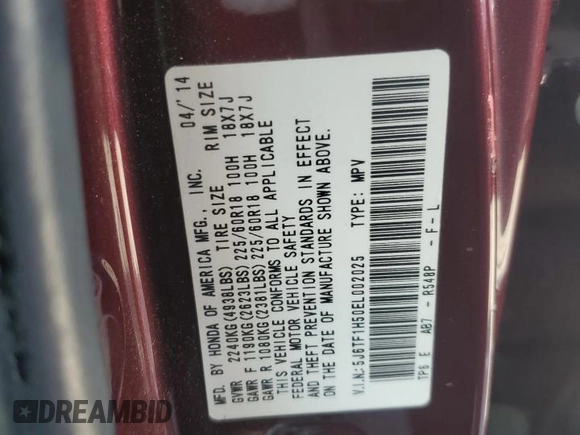 MFD. BY HONDA OF AMERICA MFG., INC. 04/'14
GVWR 2240KG(4938LBS) TIRE SIZE RIM SIZE
GAWR F 1190KG(2623LBS) 225/60R18 100H 18X7J
GAWR R 1080KG(2381LBS) 225/60R18 100H 18X7J
THIS VEHICLE CONFORMS TO ALL APPLICABLE
FEDERAL MOTOR VEHICLE SAFETY
AND THEFT PREVENTION STANDARDS IN EFFECT
ON THE DATE OF MANUFACTURE SHOWN ABOVE.
V.I.N.: 5J6TF1H50EL002025 TYPE: MPV
TP6 E AB7 - R548P - F - L
DREAMBID